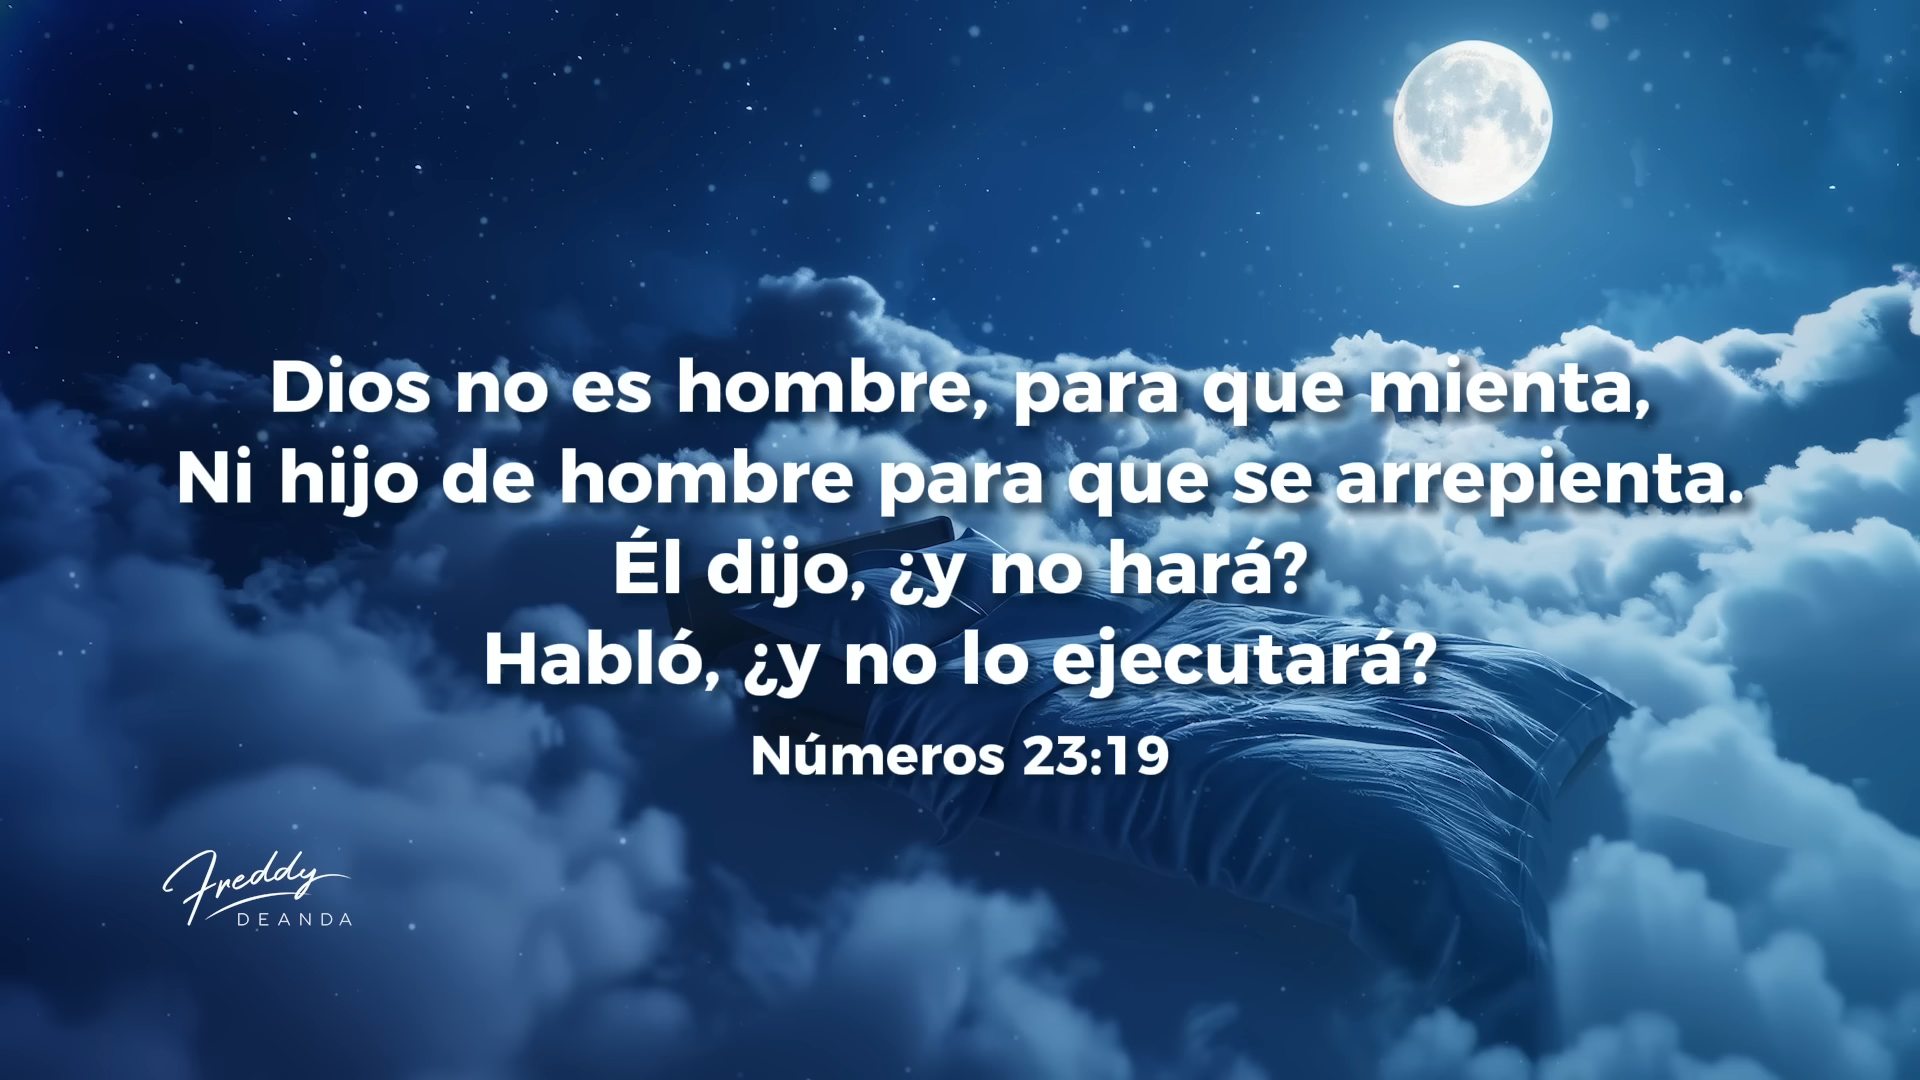 Dios no es hombre, para que mienta,
Ni hijo de hombre para que se arrepienta.
Él dijo, ¿y no hará?
Habló, ¿y no lo ejecutará?
Números 23:19
Freddy
DEANDA